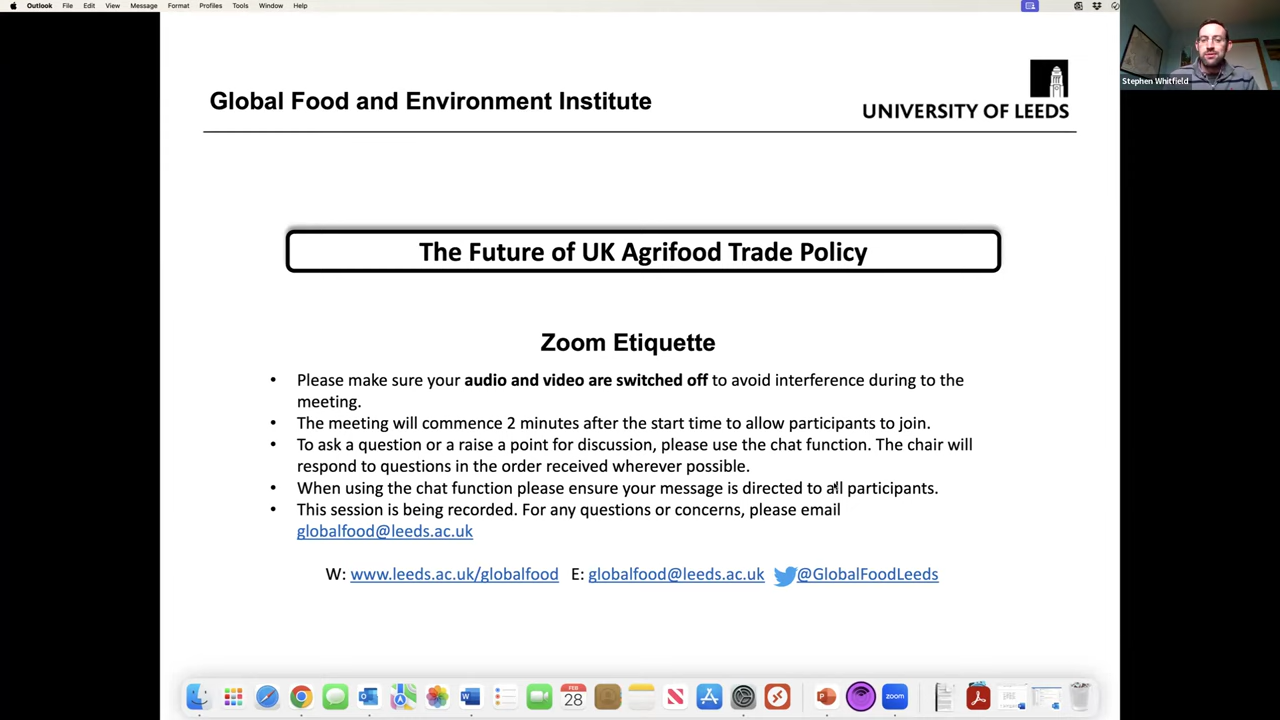 Outlook File Edit View Message Format Profiles Tools Window Help
Stephen Whitfield
Global Food and Environment Institute
UNIVERSITY OF LEEDS
The Future of UK Agrifood Trade Policy
Zoom Etiquette
• Please make sure your audio and video are switched off to avoid interference during to the
meeting.
• The meeting will commence 2 minutes after the start time to allow participants to join.
• To ask a question or a raise a point for discussion, please use the chat function. The chair will
respond to questions in the order received wherever possible.
• When using the chat function please ensure your message is directed to all participants.
• This session is being recorded. For any questions or concerns, please email
globalfood@leeds.ac.uk
W: www.leeds.ac.uk/globalfood E: globalfood@leeds.ac.uk @GlobalFoodLeeds
FEB
28
zoom